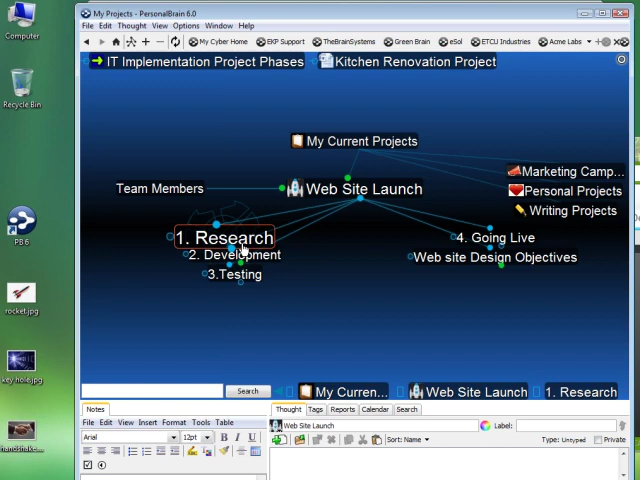 My Projects - PersonalBrain 6.0
File Edit Thought View Options Window Help
My Cyber Home EKP Support TheBrainSystems Green Brain eSol ETCU Industries Acme Labs
IT Implementation Project Phases Kitchen Renovation Project
My Current Projects
Marketing Camp...
Team Members Web Site Launch Personal Projects
Writing Projects
1. Research 4. Going Live
2. Development Web site Design Objectives
3.Testing
Search My Curren... Web Site Launch 1. Research
Notes Thought Tags Reports Calendar Search
File Edit View Insert Format Tools Table Web Site Launch Label:
Arial 12pt B I U Sort: Name Type: Untyped Private
Computer
Recycle Bin
PB 6
rocket.jpg
key hole.jpg